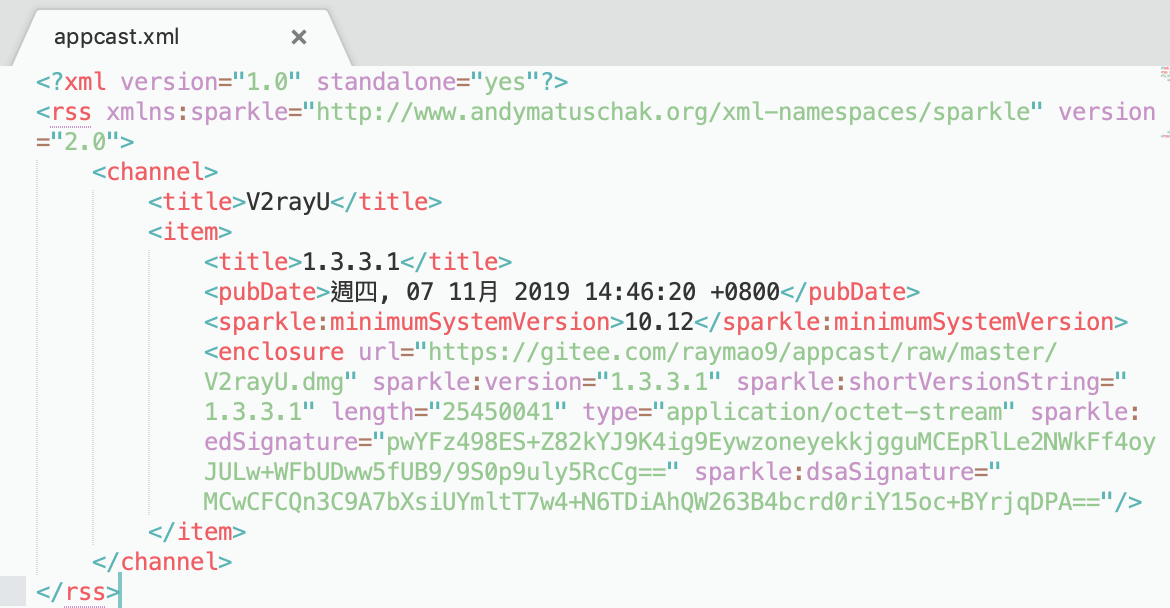 appcast.xml
<?xml version="1.0" standalone="yes"?>
<rss xmlns:sparkle="http://www.andymatuschak.org/xml-namespaces/sparkle" version
="2.0">
<channel>
<title>V2rayU</title>
<item>
<title>1.3.3.1</title>
<pubDate>週四, 07 11月 2019 14:46:20 +0800</pubDate>
<sparkle:minimumSystemVersion>10.12</sparkle:minimumSystemVersion>
<enclosure url="https://gitee.com/raymao9/appcast/raw/master/
V2rayU.dmg" sparkle:version="1.3.3.1" sparkle:shortVersionString="
1.3.3.1" length="25450041" type="application/octet-stream" sparkle:
edSignature="pwYFz498ES+Z82kYJ9K4ig9EywzoneyekkjgguMCEpRlLe2NWkFf4oy
JULw+WFbUDww5fUB9/9S0p9uly5RcCg==" sparkle:dsaSignature="
MCwCFCQn3C9A7bXsiUYmltT7w4+N6TDiAhQW263B4bcrd0riY15oc+BYrjqDPA=="/>
</item>
</channel>
</rss>